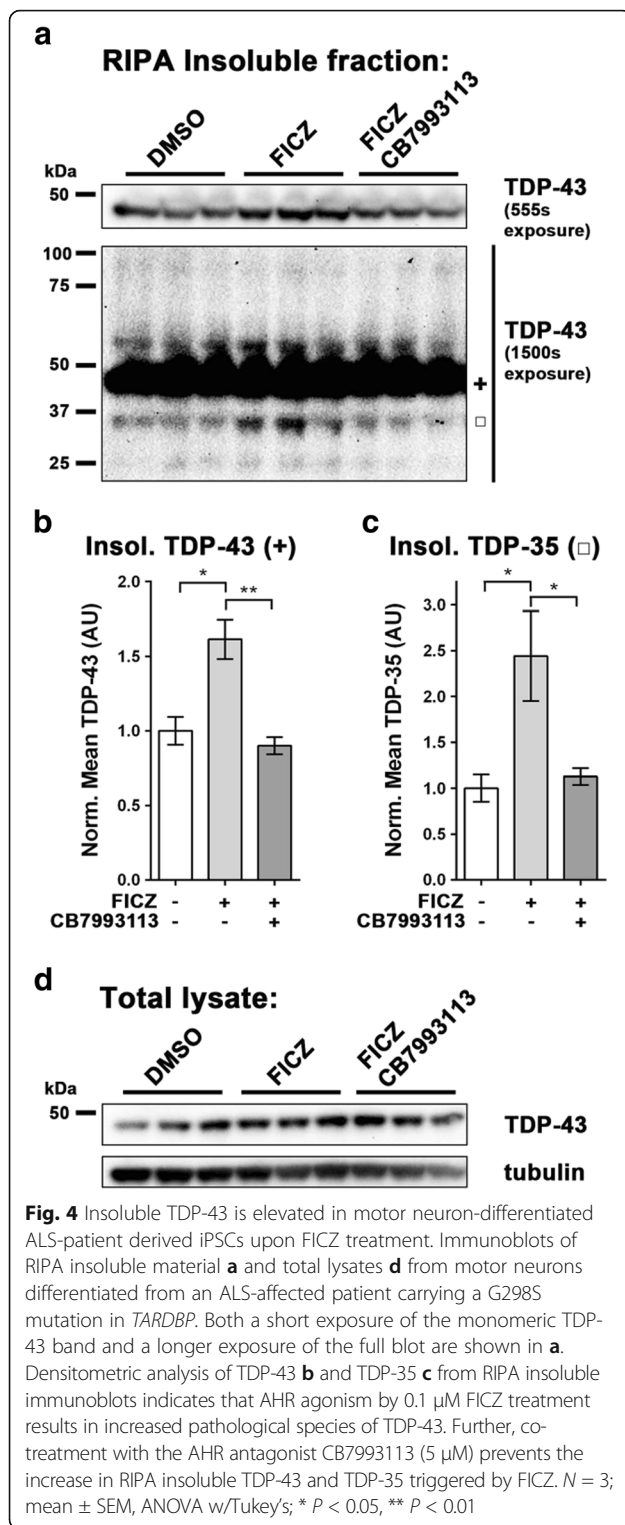 a
RIPA Insoluble fraction:
DMSO FICZ FICZ CB7993113
kDa
50
TDP-43
(555s
exposure)
100
75
50
37
25
TDP-43
(1500s
exposure)
+
□
b
Insol. TDP-43 (+)
Norm. Mean TDP-43 (AU)
2.0
1.5
1.0
0.5
0.0
* **
FICZ - + +
CB7993113 - - +
c
Insol. TDP-35 (□)
Norm. Mean TDP-35 (AU)
3.0
2.5
2.0
1.5
1.0
0.5
0.0
* *
FICZ - + +
CB7993113 - - +
d
Total lysate:
DMSO FICZ FICZ CB7993113
kDa
50
TDP-43
tubulin
Fig. 4 Insoluble TDP-43 is elevated in motor neuron-differentiated
ALS-patient derived iPSCs upon FICZ treatment. Immunoblots of
RIPA insoluble material a and total lysates d from motor neurons
differentiated from an ALS-affected patient carrying a G298S
mutation in TARDBP. Both a short exposure of the monomeric TDP-
43 band and a longer exposure of the full blot are shown in a.
Densitometric analysis of TDP-43 b and TDP-35 c from RIPA insoluble
immunoblots indicates that AHR agonism by 0.1 μM FICZ treatment
results in increased pathological species of TDP-43. Further, co-
treatment with the AHR antagonist CB7993113 (5 μM) prevents the
increase in RIPA insoluble TDP-43 and TDP-35 triggered by FICZ. N = 3;
mean ± SEM, ANOVA w/Tukey's; * P < 0.05, ** P < 0.01